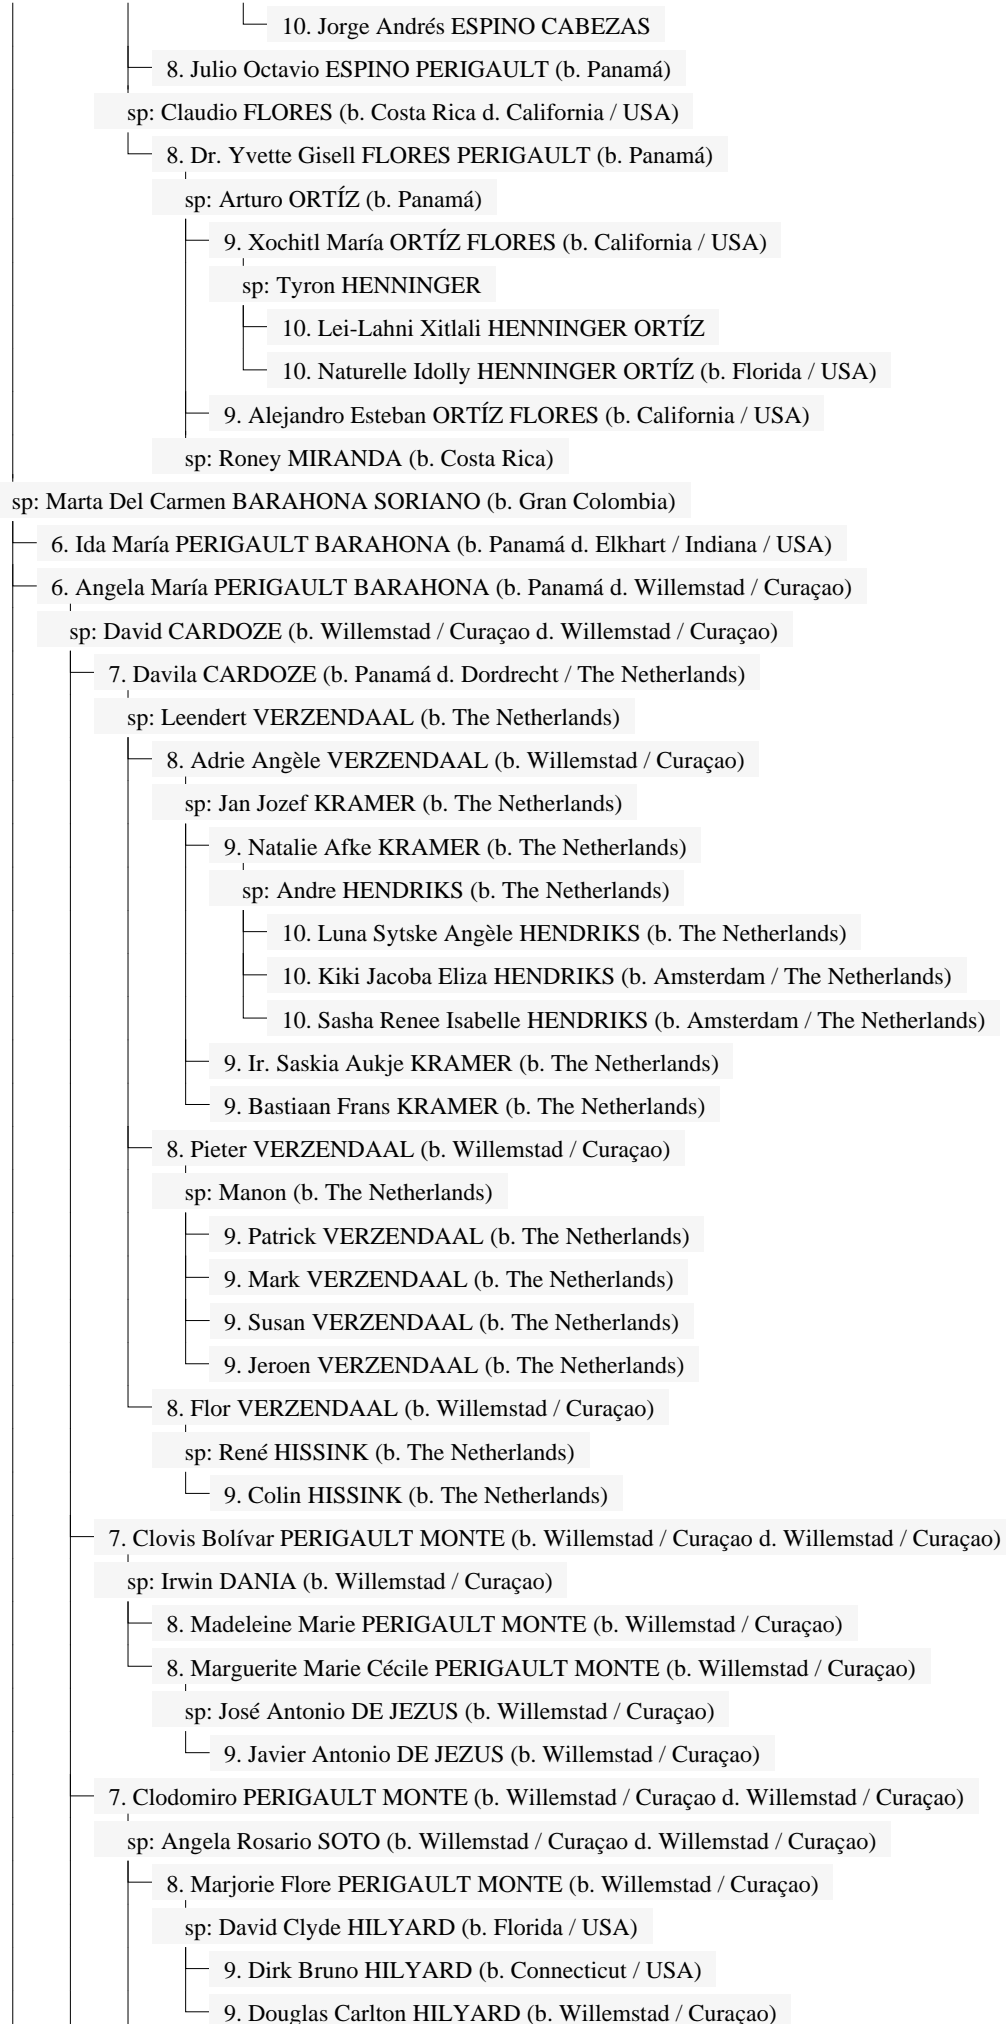 10. Jorge Andrés ESPINO CABEZAS
8. Julio Octavio ESPINO PERIGAULT (b. Panamá)
sp: Claudio FLORES (b. Costa Rica d. California / USA)
8. Dr. Yvette Gisell FLORES PERIGAULT (b. Panamá)
sp: Arturo ORTÍZ (b. Panamá)
9. Xochitl María ORTÍZ FLORES (b. California / USA)
sp: Tyron HENNINGER
10. Lei-Lahni Xitlali HENNINGER ORTÍZ
10. Naturelle Idolly HENNINGER ORTÍZ (b. Florida / USA)
9. Alejandro Esteban ORTÍZ FLORES (b. California / USA)
sp: Roney MIRANDA (b. Costa Rica)
sp: Marta Del Carmen BARAHONA SORIANO (b. Gran Colombia)
6. Ida María PERIGAULT BARAHONA (b. Panamá d. Elkhart / Indiana / USA)
6. Angela María PERIGAULT BARAHONA (b. Panamá d. Willemstad / Curaçao)
sp: David CARDOZE (b. Willemstad / Curaçao d. Willemstad / Curaçao)
7. Davila CARDOZE (b. Panamá d. Dordrecht / The Netherlands)
sp: Leendert VERZENDAAL (b. The Netherlands)
8. Adrie Angèle VERZENDAAL (b. Willemstad / Curaçao)
sp: Jan Jozef KRAMER (b. The Netherlands)
9. Natalie Afke KRAMER (b. The Netherlands)
sp: Andre HENDRIKS (b. The Netherlands)
10. Luna Sytske Angèle HENDRIKS (b. The Netherlands)
10. Kiki Jacoba Eliza HENDRIKS (b. Amsterdam / The Netherlands)
10. Sasha Renee Isabelle HENDRIKS (b. Amsterdam / The Netherlands)
9. Ir. Saskia Aukje KRAMER (b. The Netherlands)
9. Bastiaan Frans KRAMER (b. The Netherlands)
8. Pieter VERZENDAAL (b. Willemstad / Curaçao)
sp: Manon (b. The Netherlands)
9. Patrick VERZENDAAL (b. The Netherlands)
9. Mark VERZENDAAL (b. The Netherlands)
9. Susan VERZENDAAL (b. The Netherlands)
9. Jeroen VERZENDAAL (b. The Netherlands)
8. Flor VERZENDAAL (b. Willemstad / Curaçao)
sp: René HISSINK (b. The Netherlands)
9. Colin HISSINK (b. The Netherlands)
7. Clovis Bolívar PERIGAULT MONTE (b. Willemstad / Curaçao d. Willemstad / Curaçao)
sp: Irwin DANIA (b. Willemstad / Curaçao)
8. Madeleine Marie PERIGAULT MONTE (b. Willemstad / Curaçao)
8. Marguerite Marie Cécile PERIGAULT MONTE (b. Willemstad / Curaçao)
sp: José Antonio DE JEZUS (b. Willemstad / Curaçao)
9. Javier Antonio DE JEZUS (b. Willemstad / Curaçao)
7. Clodomiro PERIGAULT MONTE (b. Willemstad / Curaçao d. Willemstad / Curaçao)
sp: Angela Rosario SOTO (b. Willemstad / Curaçao d. Willemstad / Curaçao)
8. Marjorie Flore PERIGAULT MONTE (b. Willemstad / Curaçao)
sp: David Clyde HILYARD (b. Florida / USA)
9. Dirk Bruno HILYARD (b. Connecticut / USA)
9. Douglas Carlton HILYARD (b. Willemstad / Curaçao)